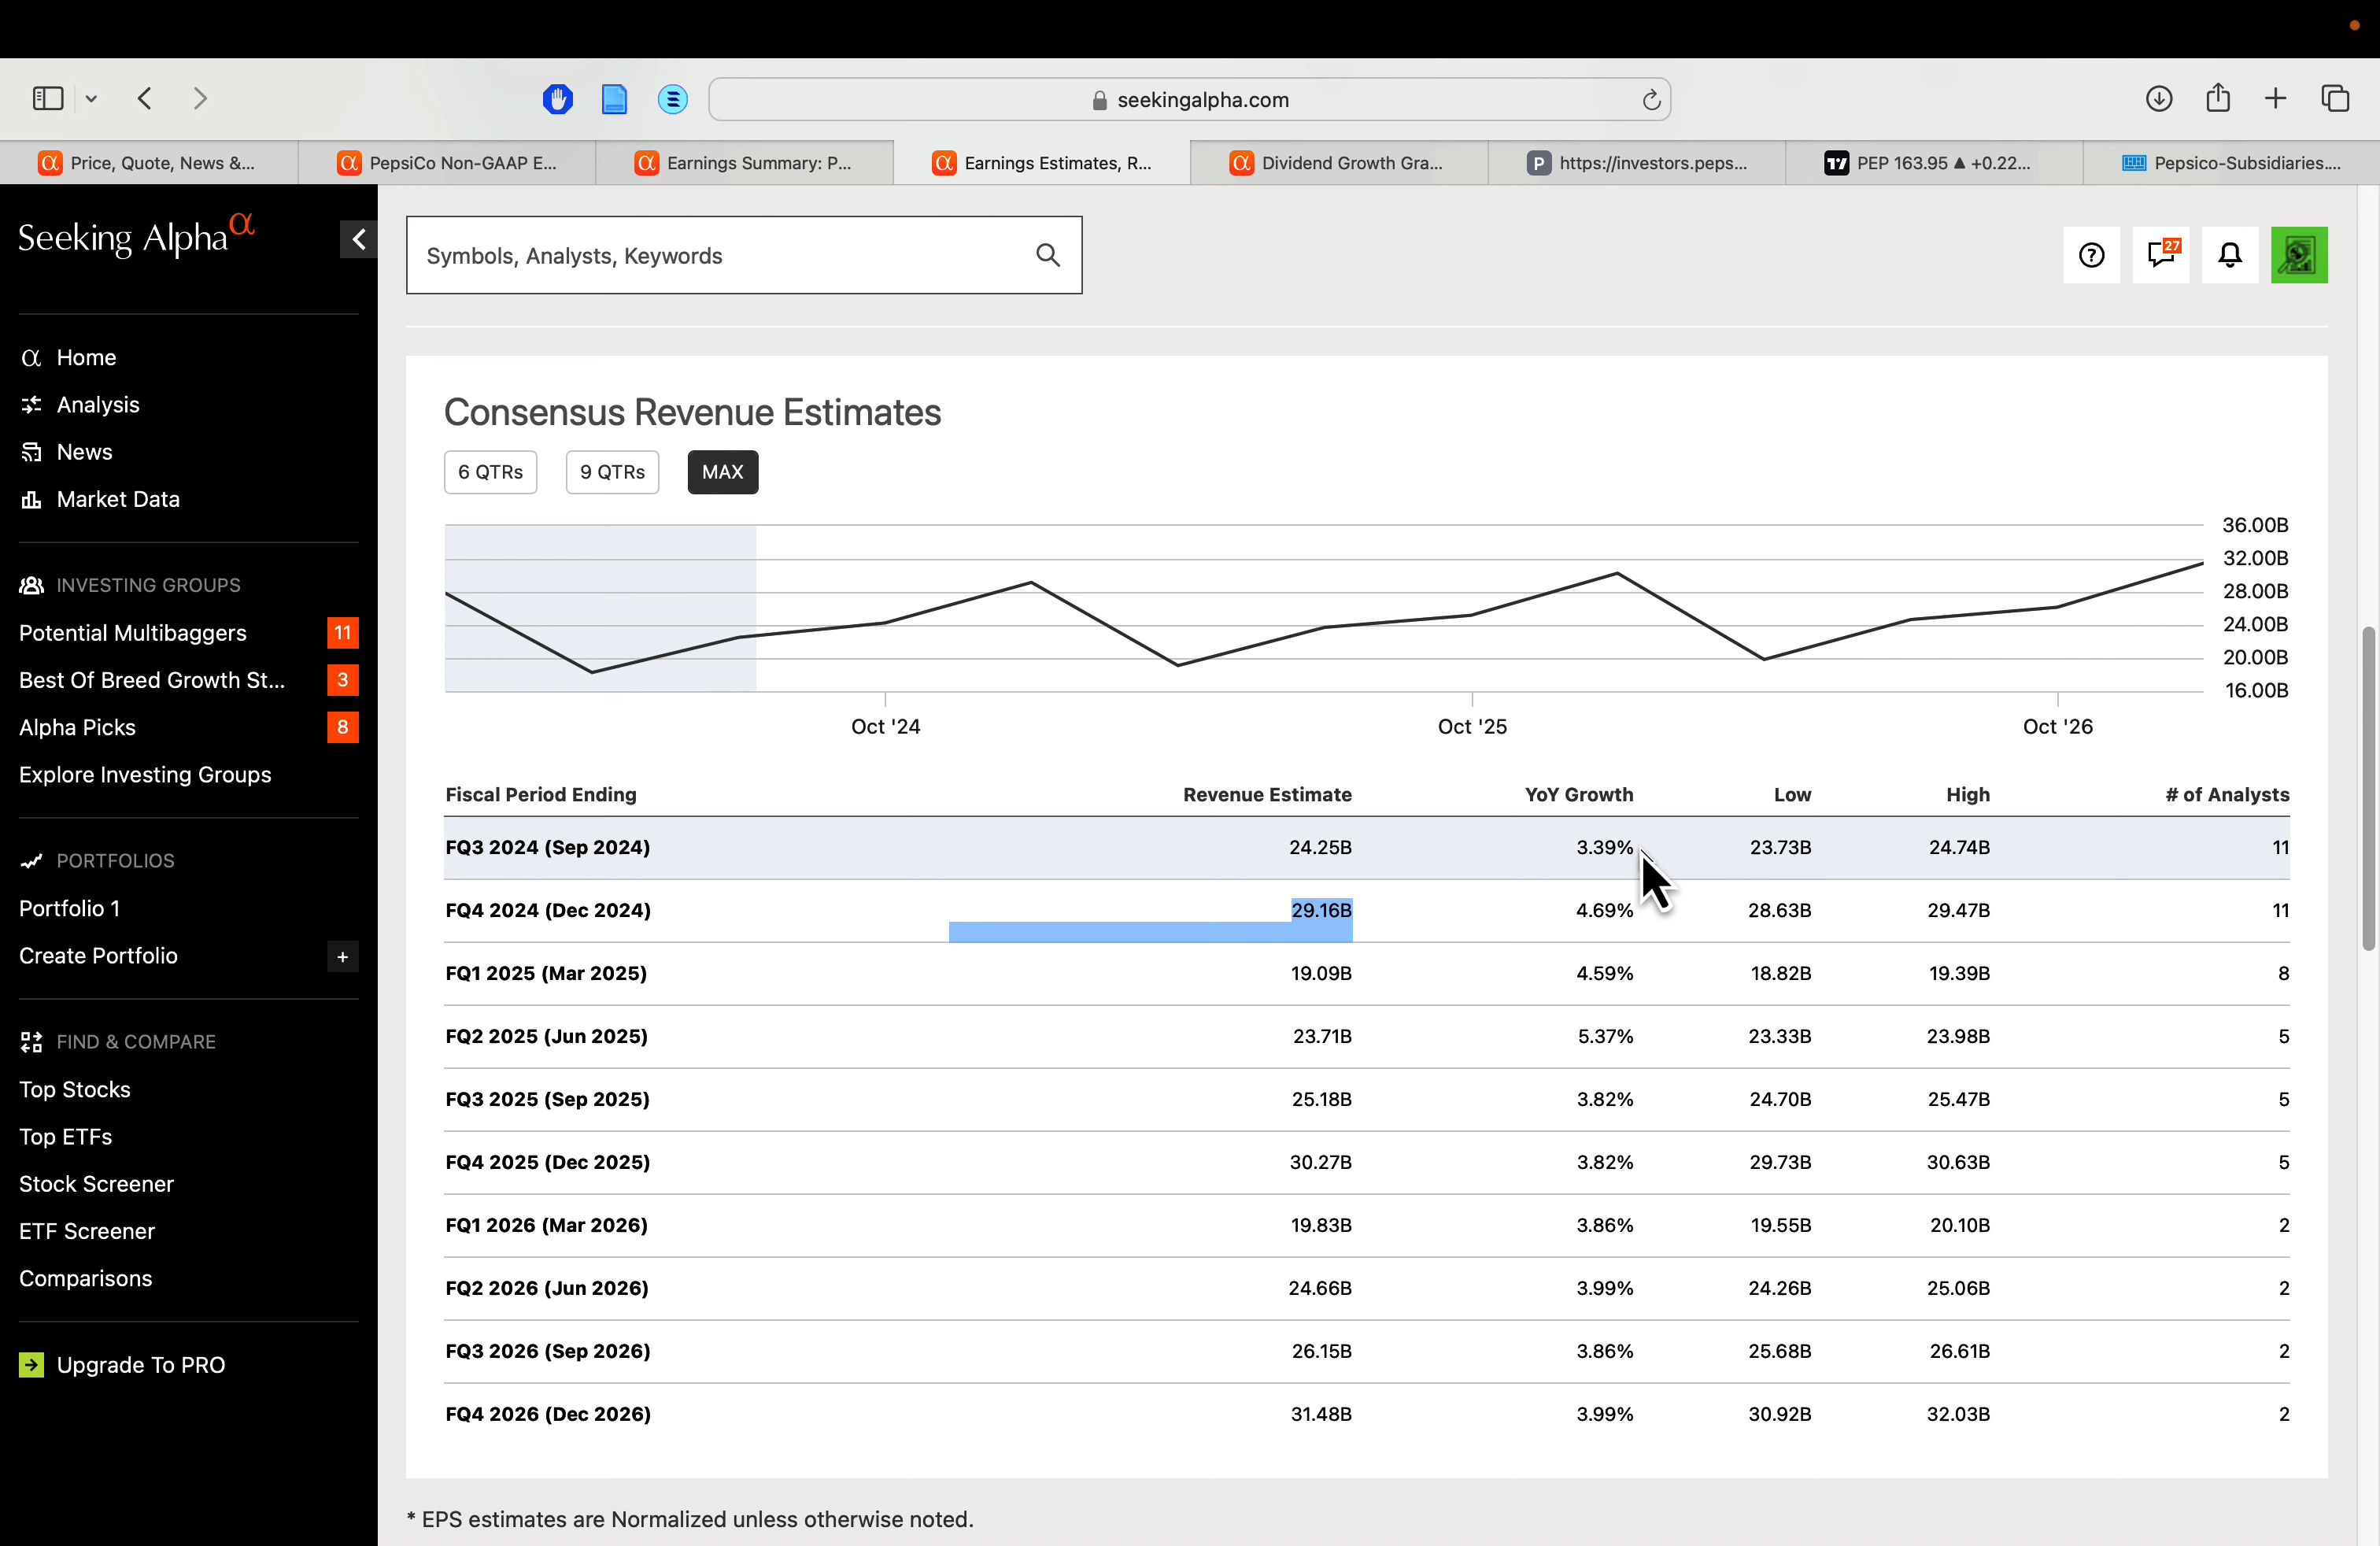 seekingalpha.com
Price, Quote, News &...
PepsiCo Non-GAAP E...
Earnings Summary: P...
Earnings Estimates, R...
Dividend Growth Gra...
P https://investors.peps...
PEP 163.95 ▲ +0.22...
Pepsico-Subsidiaries....
Seeking Alpha α
Symbols, Analysts, Keywords
27
Home
Analysis
News
Market Data
INVESTING GROUPS
Potential Multibaggers 11
Best Of Breed Growth St... 3
Alpha Picks 8
Explore Investing Groups
PORTFOLIOS
Portfolio 1
Create Portfolio +
FIND & COMPARE
Top Stocks
Top ETFs
Stock Screener
ETF Screener
Comparisons
Upgrade To PRO
Consensus Revenue Estimates
6 QTRs 9 QTRs MAX
36.00B
32.00B
28.00B
24.00B
20.00B
16.00B
Oct '24 Oct '25 Oct '26
Fiscal Period Ending Revenue Estimate YoY Growth Low High # of Analysts
FQ3 2024 (Sep 2024) 24.25B 3.39% 23.73B 24.74B 11
FQ4 2024 (Dec 2024) 29.16B 4.69% 28.63B 29.47B 11
FQ1 2025 (Mar 2025) 19.09B 4.59% 18.82B 19.39B 8
FQ2 2025 (Jun 2025) 23.71B 5.37% 23.33B 23.98B 5
FQ3 2025 (Sep 2025) 25.18B 3.82% 24.70B 25.47B 5
FQ4 2025 (Dec 2025) 30.27B 3.82% 29.73B 30.63B 5
FQ1 2026 (Mar 2026) 19.83B 3.86% 19.55B 20.10B 2
FQ2 2026 (Jun 2026) 24.66B 3.99% 24.26B 25.06B 2
FQ3 2026 (Sep 2026) 26.15B 3.86% 25.68B 26.61B 2
FQ4 2026 (Dec 2026) 31.48B 3.99% 30.92B 32.03B 2
* EPS estimates are Normalized unless otherwise noted.